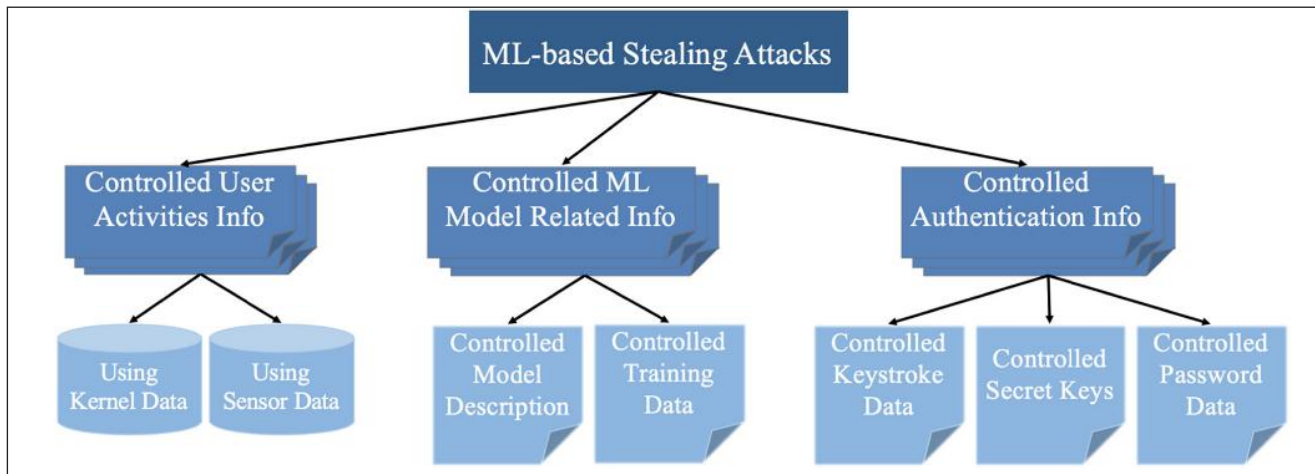 ML-based Stealing Attacks
Controlled User
Activities Info
Controlled ML
Model Related Info
Controlled
Authentication Info
Using
Kernel Data
Using
Sensor Data
Controlled
Model
Description
Controlled
Training
Data
Controlled
Keystroke
Data
Controlled
Secret Keys
Controlled
Password
Data